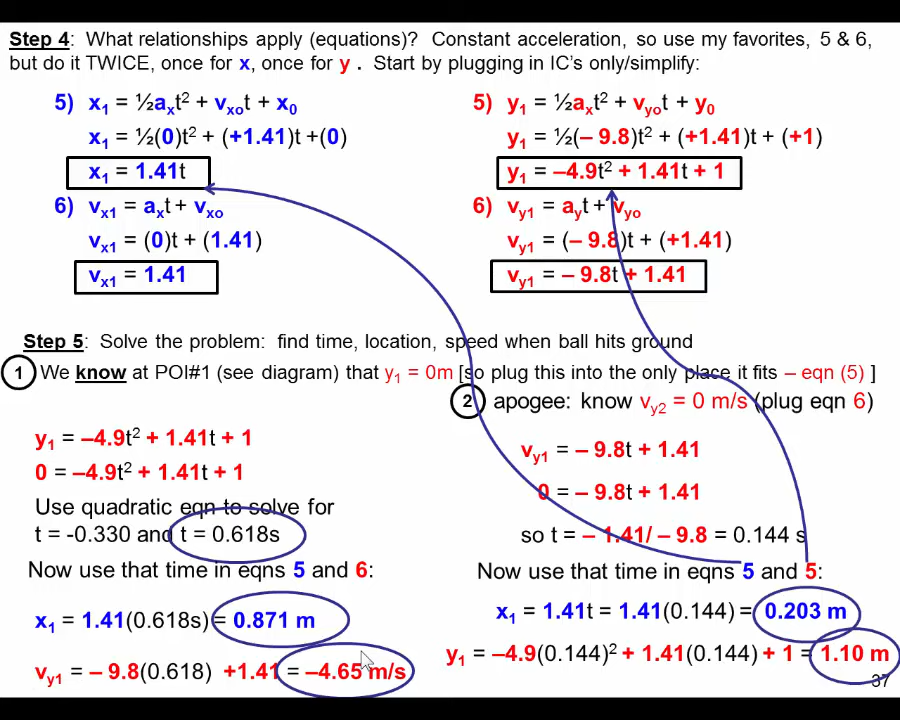 Step 4: What relationships apply (equations)? Constant acceleration, so use my favorites, 5 & 6,
but do it TWICE, once for x, once for y . Start by plugging in IC's only/simplify:
5) x₁ = ½aₓt² + vₓₒt + x₀
x₁ = ½(0)t² + (+1.41)t +(0)
x₁ = 1.41t
6) vₓ₁ = aₓt + vₓₒ
vₓ₁ = (0)t + (1.41)
vₓ₁ = 1.41
5) y₁ = ½aₓt² + v_yo t + y₀
y₁ = ½(– 9.8)t² + (+1.41)t + (+1)
y₁ = –4.9t² + 1.41t + 1
6) v_y1 = a_y t + v_yo
v_y1 = (– 9.8)t + (+1.41)
v_y1 = – 9.8t + 1.41
Step 5: Solve the problem: find time, location, speed when ball hits ground
1 We know at POI#1 (see diagram) that y₁ = 0m [so plug this into the only place it fits – eqn (5) ]
y₁ = –4.9t² + 1.41t + 1
0 = –4.9t² + 1.41t + 1
Use quadratic eqn to solve for
t = -0.330 and t = 0.618s
Now use that time in eqns 5 and 6:
x₁ = 1.41(0.618s) = 0.871 m
v_y1 = – 9.8(0.618) +1.41 = –4.65 m/s
2 apogee: know v_y2 = 0 m/s (plug eqn 6)
v_y1 = – 9.8t + 1.41
0 = – 9.8t + 1.41
so t = – 1.41/ – 9.8 = 0.144 s
Now use that time in eqns 5 and 5:
x₁ = 1.41t = 1.41(0.144) = 0.203 m
y₁ = –4.9(0.144)² + 1.41(0.144) + 1 = 1.10 m
37